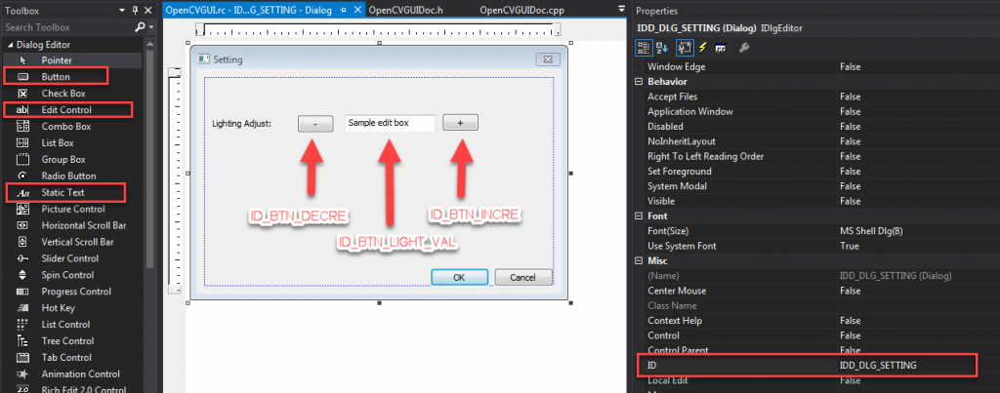 Toolbox
Search Toolbox
Dialog Editor
Pointer
Button
Check Box
Edit Control
Combo Box
List Box
Group Box
Radio Button
Static Text
Picture Control
Horizontal Scroll Bar
Vertical Scroll Bar
Slider Control
Spin Control
Progress Control
Hot Key
List Control
Tree Control
Tab Control
Animation Control
Rich Edit 2.0 Control
OpenCVGUI.rc - ID...G_SETTING - Dialog
OpenCVGUIDoc.h
OpenCVGUIDoc.cpp
Setting
Lighting Adjust:
-
Sample edit box
+
ID_BTN_DECRE
ID_BTN_LIGHT_VAL
ID_BTN_INCRE
OK
Cancel
Properties
IDD_DLG_SETTING (Dialog) IDlgEditor
Window Edge False
Behavior
Accept Files False
Application Window False
Disabled False
NoInheritLayout False
Right To Left Reading Order False
Set Foreground False
System Modal False
Visible False
Font
Font(Size) MS Shell Dlg(8)
Use System Font True
Misc
(Name) IDD_DLG_SETTING (Dialog)
Center Mouse False
Class Name
Context Help False
Control False
Control Parent False
ID IDD_DLG_SETTING
Local Edit False